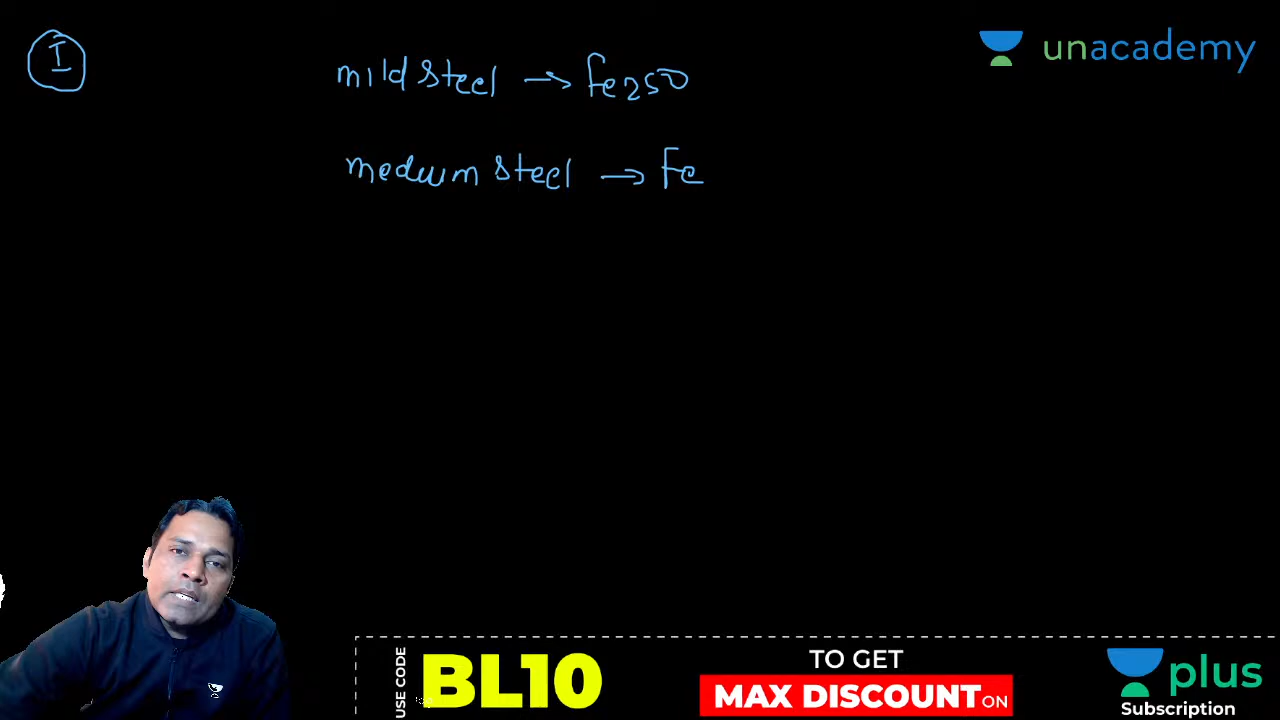 I
unacademy
mild steel → Fe250
medium steel → Fe
USE CODE
BL10
TO GET
MAX DISCOUNT ON
plus
Subscription